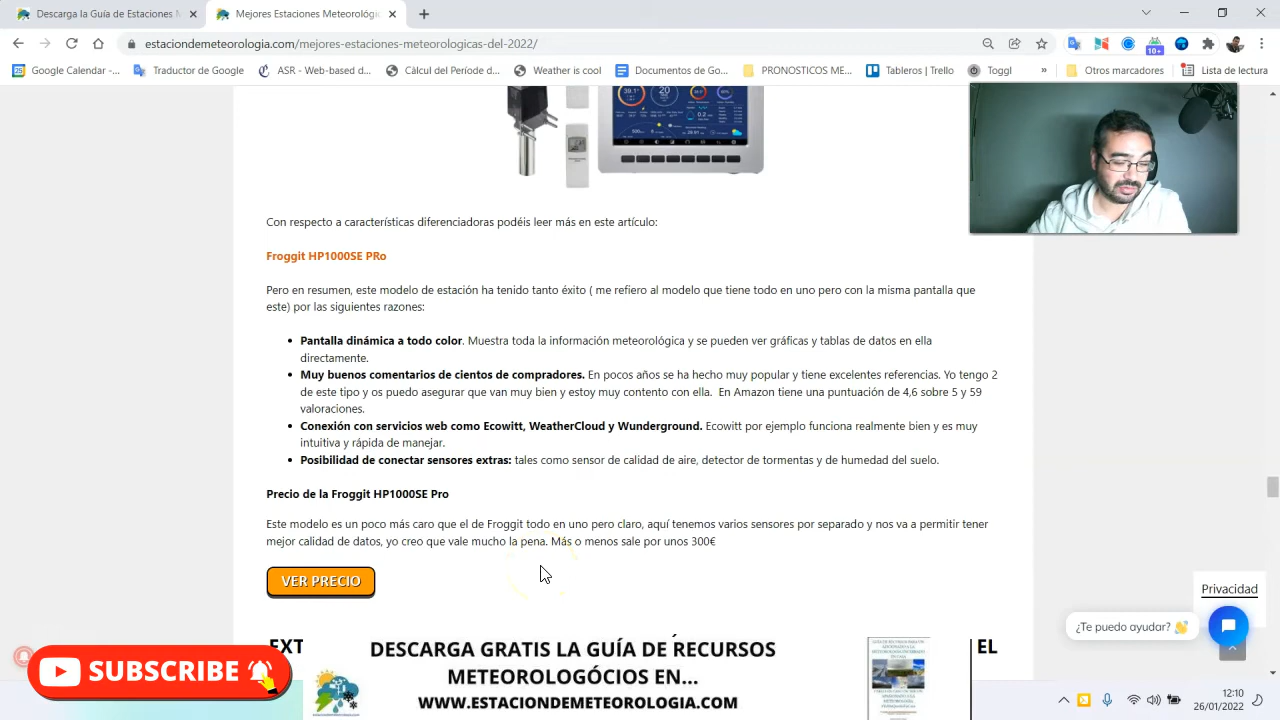 Descarga la Guía de Estaciones M
Mejores Estaciones Meteorológi
estaciondemeteorologia.com/mejores-estaciones-meteorologicas-del-2022/
10+
Google Calendar -...
Traductor de Google
ASR - Web-based d...
Càlcul del Període d...
Weather is cool
Documentos de Go...
PRONOSTICOS ME...
Tableros | Trello
Toggl
»
Otros marcadores
Lista de lectura
Con respecto a características diferenciadoras podéis leer más en este artículo:
Froggit HP1000SE PRo
Pero en resumen, este modelo de estación ha tenido tanto éxito ( me refiero al modelo que tiene todo en uno pero con la misma pantalla que
este) por las siguientes razones:
• Pantalla dinámica a todo color. Muestra toda la información meteorológica y se pueden ver gráficas y tablas de datos en ella
directamente.
• Muy buenos comentarios de cientos de compradores. En pocos años se ha hecho muy popular y tiene excelentes referencias. Yo tengo 2
de este tipo y os puedo asegurar que van muy bien y estoy muy contento con ella. En Amazon tiene una puntuación de 4,6 sobre 5 y 59
valoraciones.
• Conexión con servicios web como Ecowitt, WeatherCloud y Wunderground. Ecowitt por ejemplo funciona realmente bien y es muy
intuitiva y rápida de manejar.
• Posibilidad de conectar sensores extras: tales como sensor de calidad de aire, detector de tormentas y de humedad del suelo.
Precio de la Froggit HP1000SE Pro
Este modelo es un poco más caro que el de Froggit todo en uno pero claro, aquí tenemos varios sensores por separado y nos va a permitir tener
mejor calidad de datos, yo creo que vale mucho la pena. Más o menos sale por unos 300€
VER PRECIO
Privacidad
¿Te puedo ayudar?
EXT
EL
DESCARGA GRATIS LA GUÍA DE RECURSOS
METEOROLOGÓCIOS EN...
WWW.ESTACIONDEMETEOROLOGIA.COM
SUBSCRIBE
26/01/202